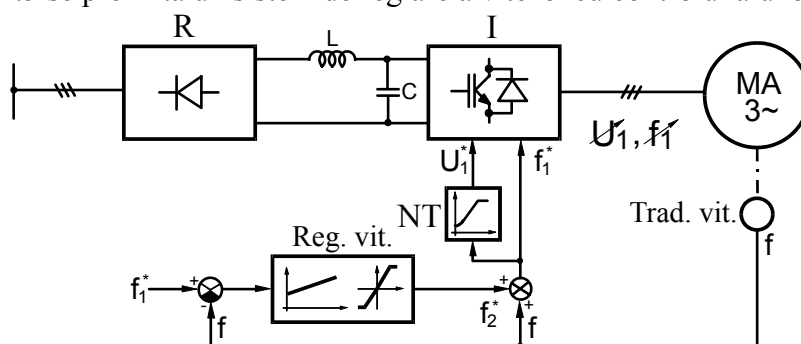 R
L
I
C
MA
3~
U₁, f₁
U₁*
f₁*
NT
Trad. vit.
f
Reg. vit.
f₁*
+
-
f
f₂*
+
+
f